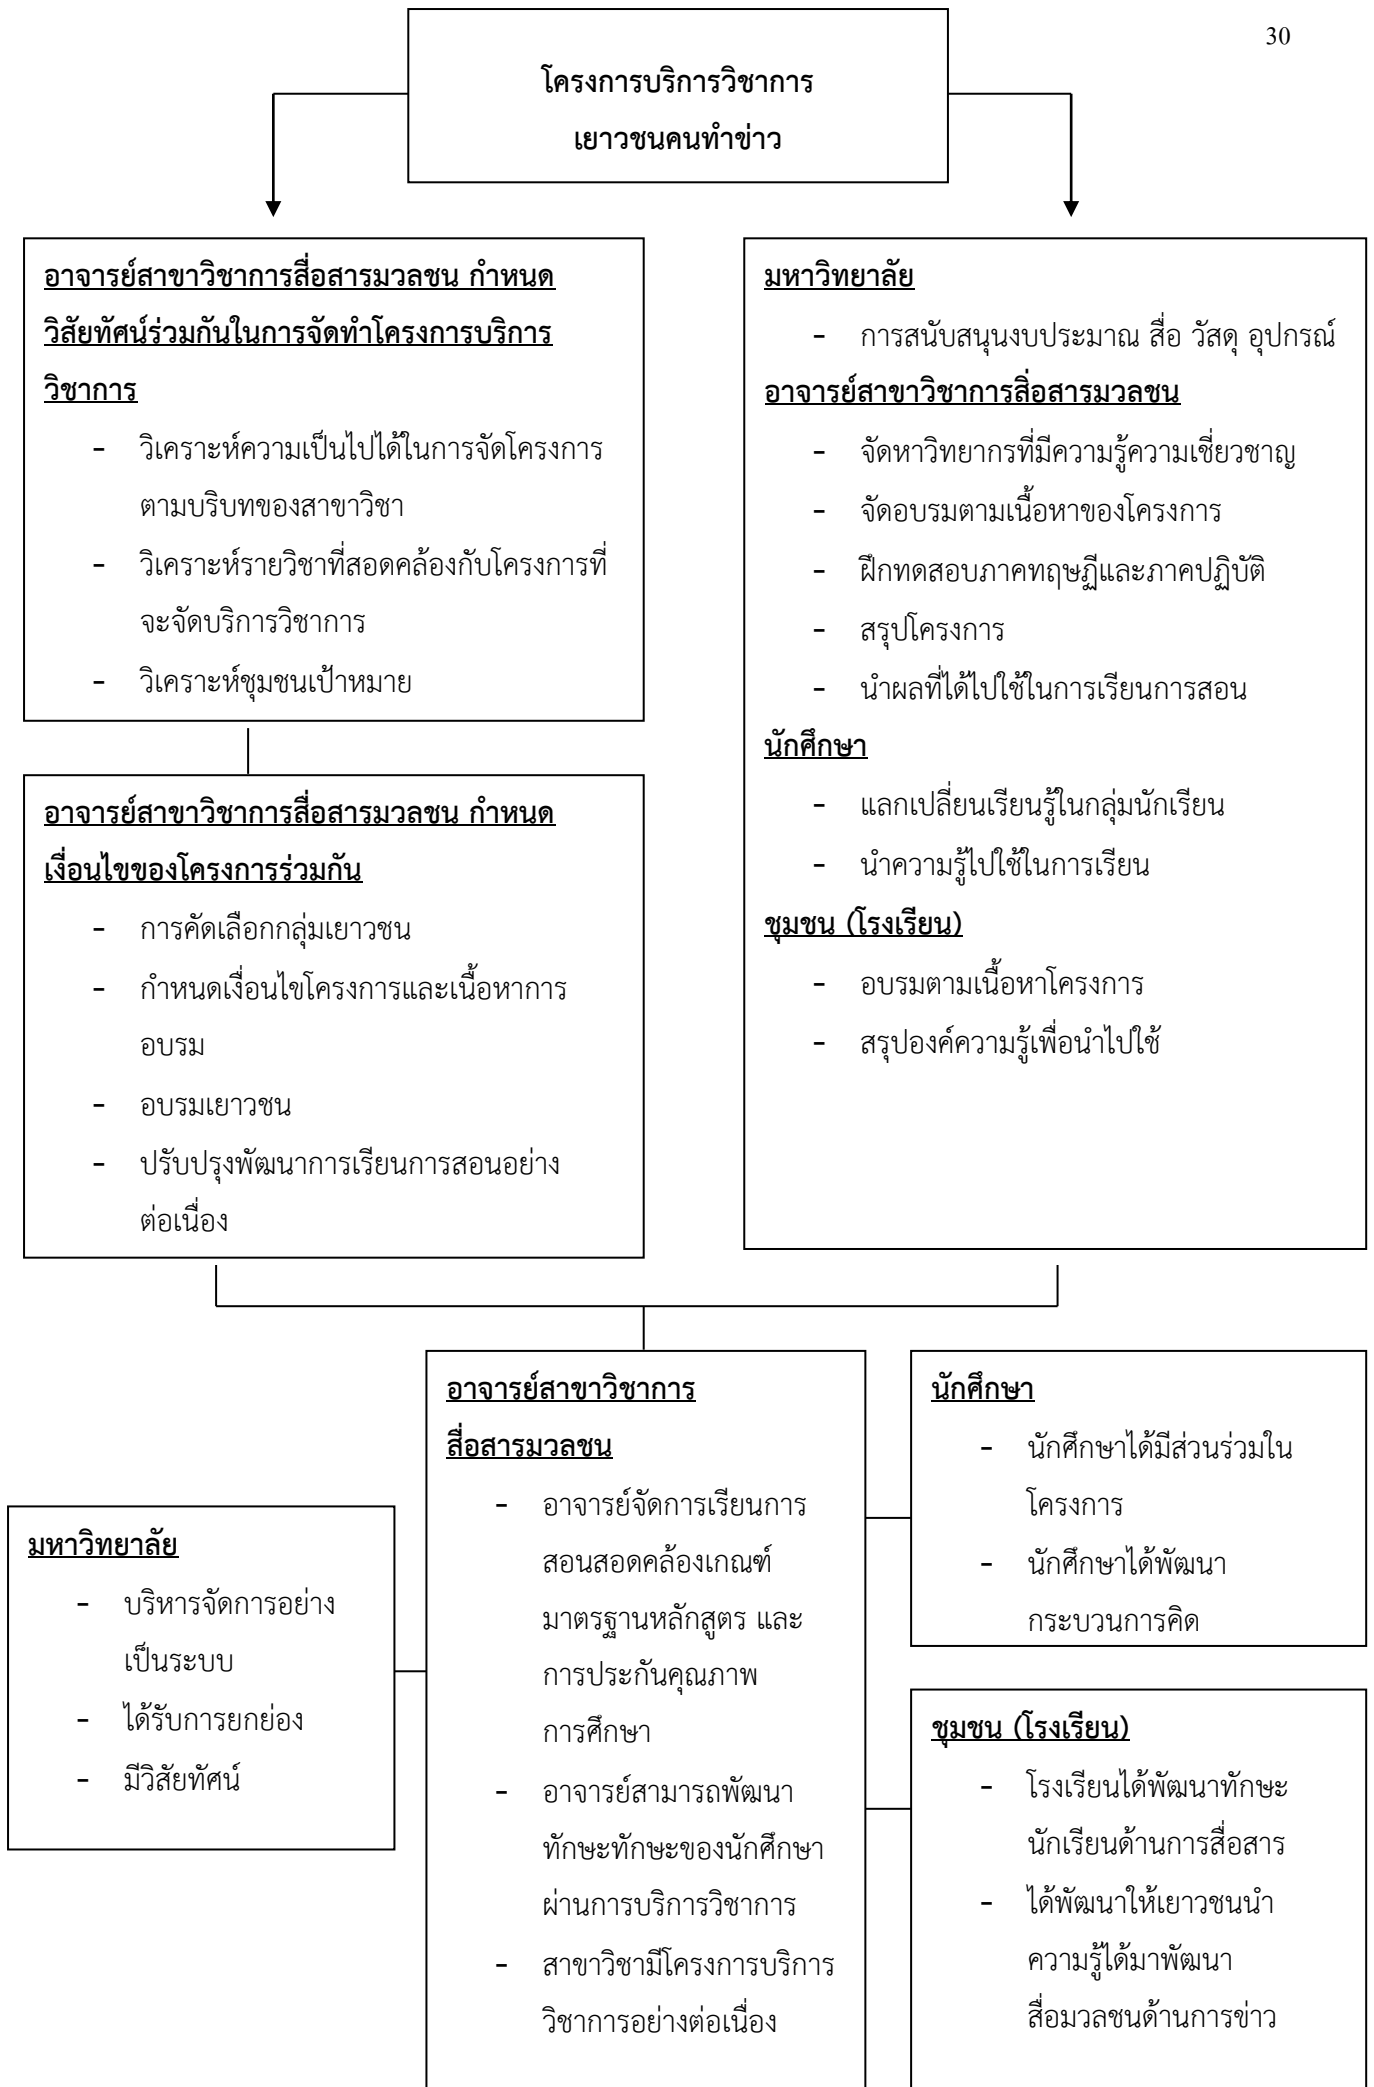 30
โครงการบริการวิชาการ
เยาวชนคนทำข่าว
อาจารย์สาขาวิชาการสื่อสารมวลชน กำหนด
วิสัยทัศน์ร่วมกันในการจัดทำโครงการบริการ
วิชาการ
- วิเคราะห์ความเป็นไปได้ในการจัดโครงการ
ตามบริบทของสาขาวิชา
- วิเคราะห์รายวิชาที่สอดคล้องกับโครงการที่
จะจัดบริการวิชาการ
- วิเคราะห์ชุมชนเป้าหมาย
อาจารย์สาขาวิชาการสื่อสารมวลชน กำหนด
เงื่อนไขของโครงการร่วมกัน
- การคัดเลือกกลุ่มเยาวชน
- กำหนดเงื่อนไขโครงการและเนื้อหาการ
อบรม
- อบรมเยาวชน
- ปรับปรุงพัฒนาการเรียนการสอนอย่าง
ต่อเนื่อง
มหาวิทยาลัย
- การสนับสนุนงบประมาณ สื่อ วัสดุ อุปกรณ์
อาจารย์สาขาวิชาการสื่อสารมวลชน
- จัดหาวิทยากรที่มีความรู้ความเชี่ยวชาญ
- จัดอบรมตามเนื้อหาของโครงการ
- ฝึกทดสอบภาคทฤษฎีและภาคปฏิบัติ
- สรุปโครงการ
- นำผลที่ได้ไปใช้ในการเรียนการสอน
นักศึกษา
- แลกเปลี่ยนเรียนรู้ในกลุ่มนักเรียน
- นำความรู้ไปใช้ในการเรียน
ชุมชน (โรงเรียน)
- อบรมตามเนื้อหาโครงการ
- สรุปองค์ความรู้เพื่อนำไปใช้
มหาวิทยาลัย
- บริหารจัดการอย่าง
เป็นระบบ
- ได้รับการยกย่อง
- มีวิสัยทัศน์
อาจารย์สาขาวิชาการ
สื่อสารมวลชน
- อาจารย์จัดการเรียนการ
สอนสอดคล้องเกณฑ์
มาตรฐานหลักสูตร และ
การประกันคุณภาพ
การศึกษา
- อาจารย์สามารถพัฒนา
ทักษะทักษะของนักศึกษา
ผ่านการบริการวิชาการ
- สาขาวิชามีโครงการบริการ
วิชาการอย่างต่อเนื่อง
นักศึกษา
- นักศึกษาได้มีส่วนร่วมใน
โครงการ
- นักศึกษาได้พัฒนา
กระบวนการคิด
ชุมชน (โรงเรียน)
- โรงเรียนได้พัฒนาทักษะ
นักเรียนด้านการสื่อสาร
- ได้พัฒนาให้เยาวชนนำ
ความรู้ได้มาพัฒนา
สื่อมวลชนด้านการข่าว